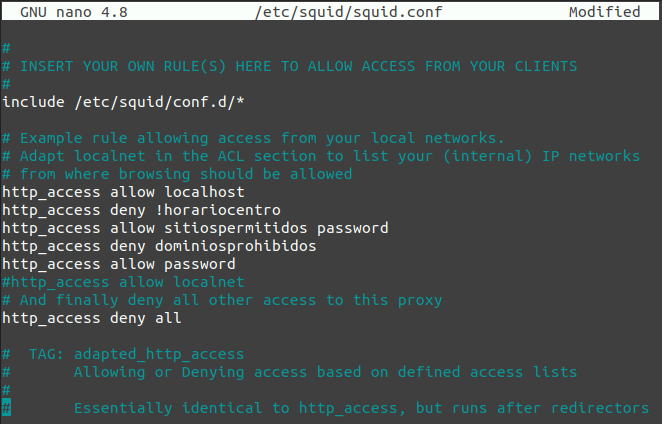 GNU nano 4.8 /etc/squid/squid.conf Modified
#
# INSERT YOUR OWN RULE(S) HERE TO ALLOW ACCESS FROM YOUR CLIENTS
#
include /etc/squid/conf.d/*
# Example rule allowing access from your local networks.
# Adapt localnet in the ACL section to list your (internal) IP networks
# from where browsing should be allowed
http_access allow localhost
http_access deny !horariocentro
http_access allow sitiospermitidos password
http_access deny dominiosprohibidos
http_access allow password
#http_access allow localnet
# And finally deny all other access to this proxy
http_access deny all
#  TAG: adapted_http_access
#       Allowing or Denying access based on defined access lists
#
#       Essentially identical to http_access, but runs after redirectors